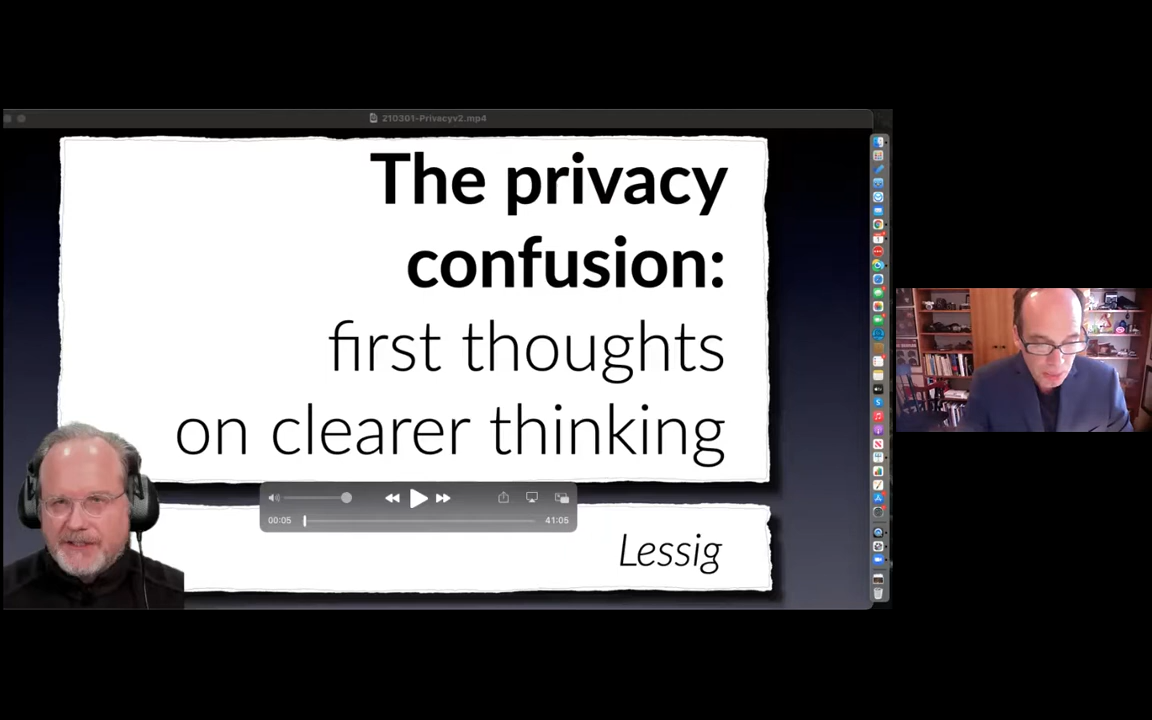 210301-Privacyv2.mp4
The privacy
confusion:
first thoughts
on clearer thinking
00:05
41:05
Lessig